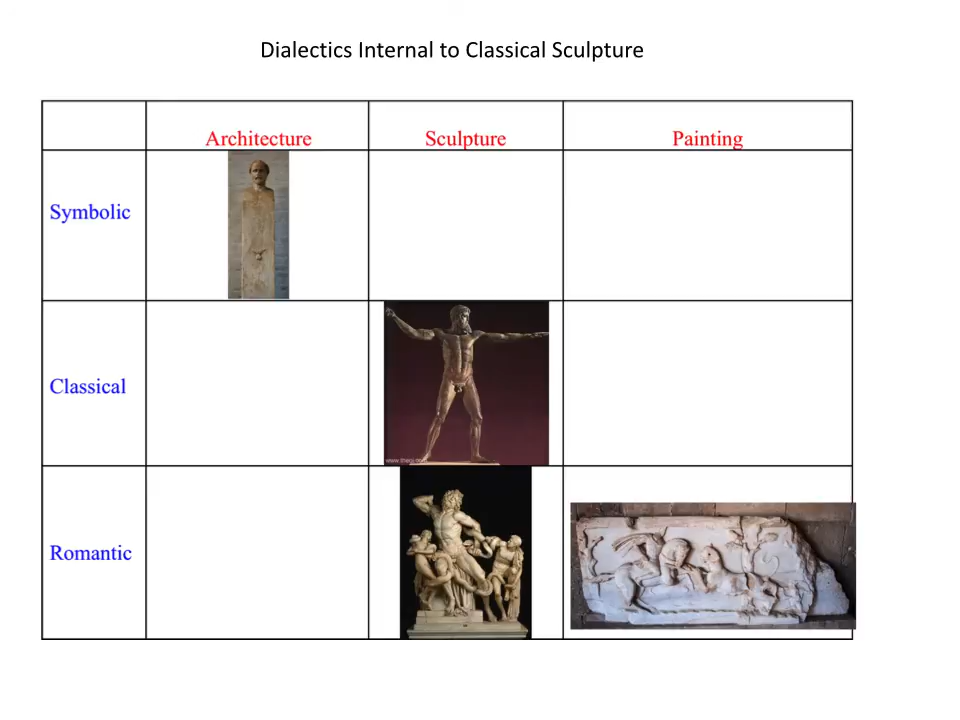 Dialectics Internal to Classical Sculpture
Architecture
Sculpture
Painting
Symbolic
Classical
Romantic